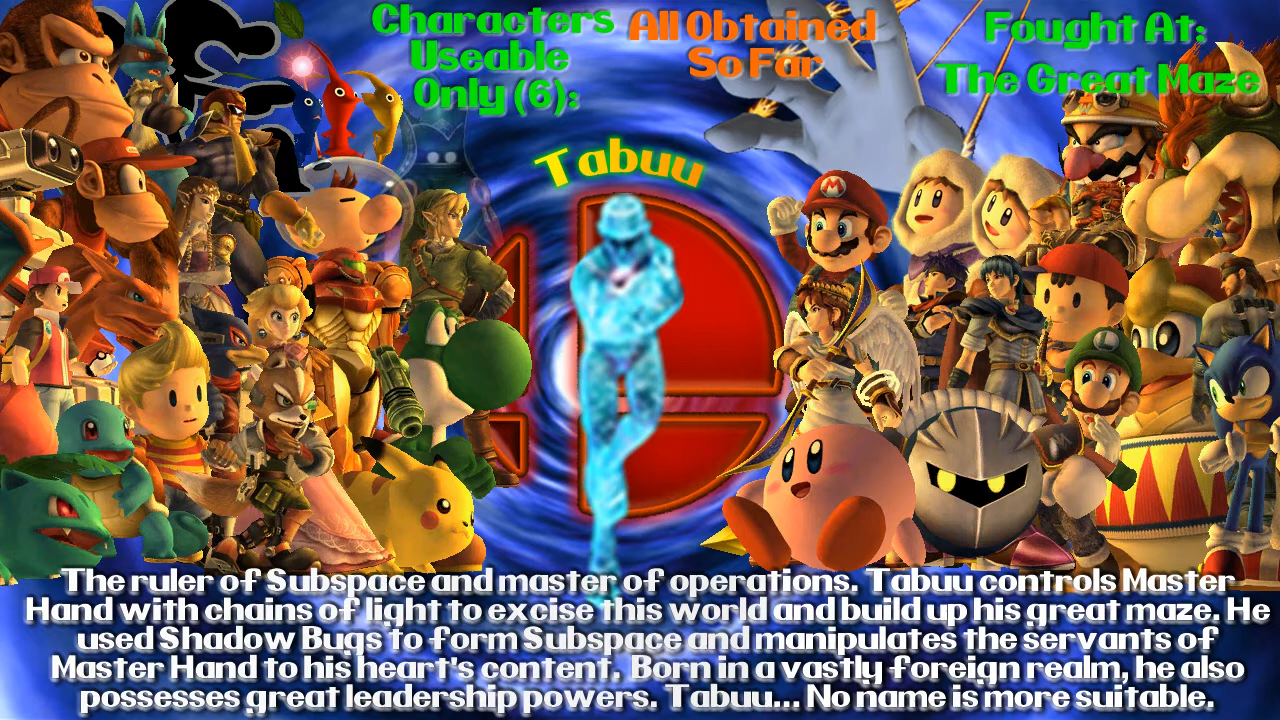 Characters
Useable
Only (6):
All Obtained
So Far
Fought At:
The Great Maze
Tabuu
The ruler of Subspace and master of operations. Tabuu controls Master
Hand with chains of light to excise this world and build up his great maze. He
used Shadow Bugs to form Subspace and manipulates the servants of
Master Hand to his heart's content. Born in a vastly foreign realm, he also
possesses great leadership powers. Tabuu... No name is more suitable.